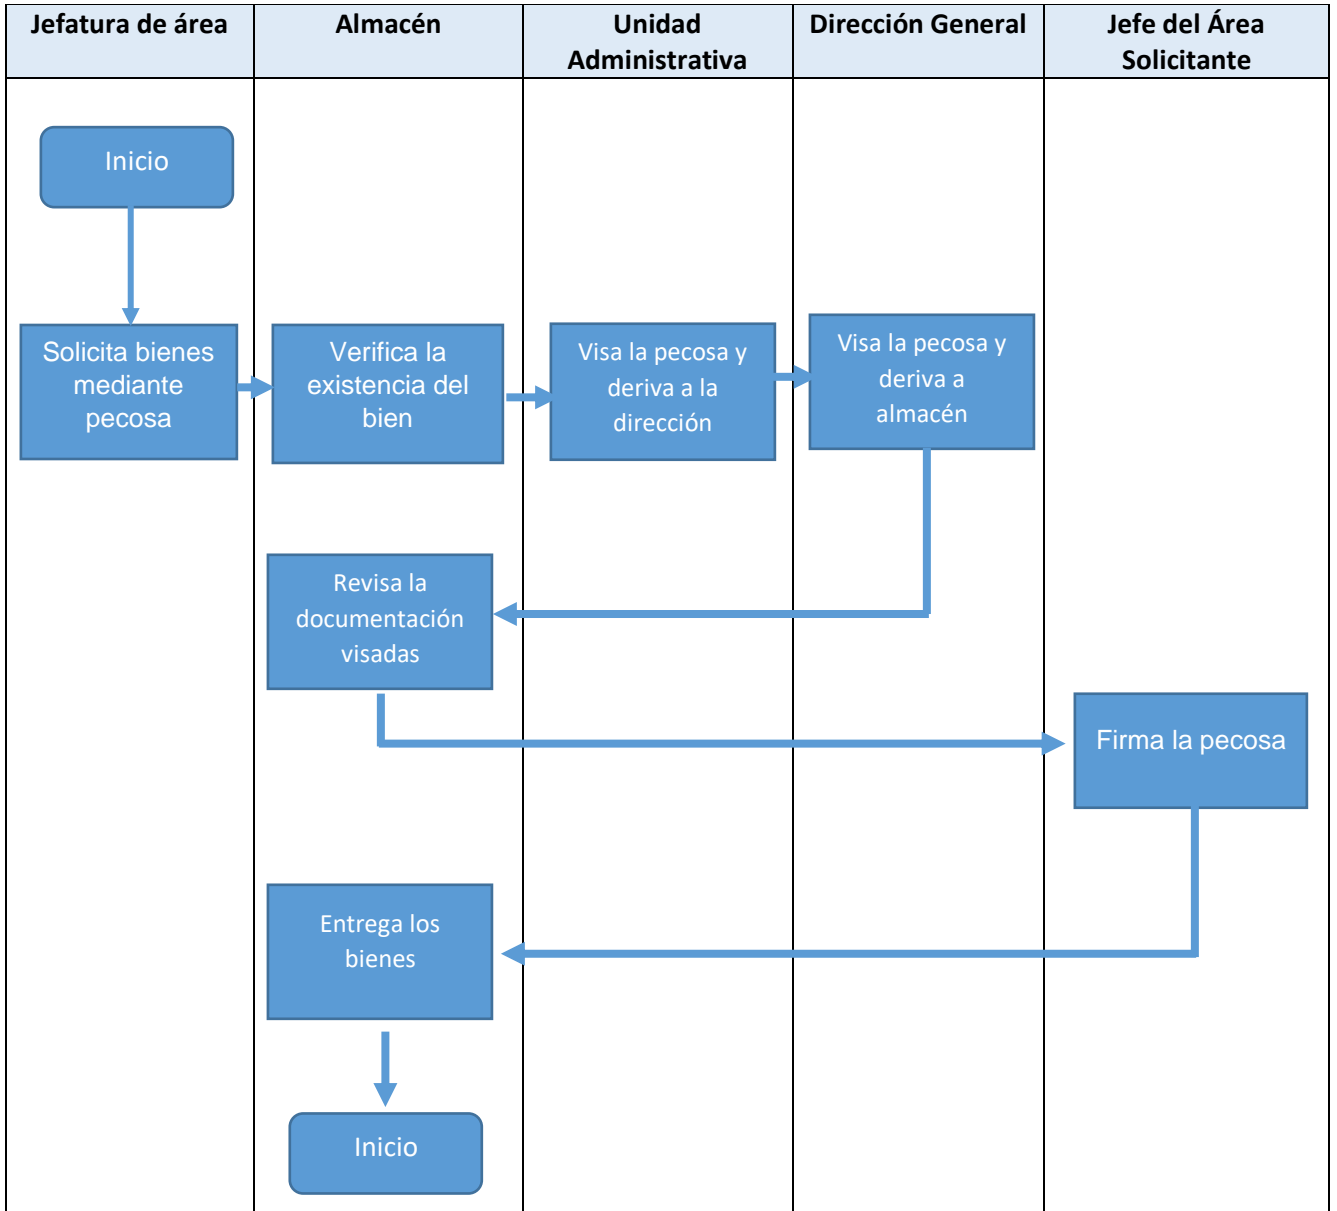 Jefatura de área
Almacén
Unidad
Administrativa
Dirección General
Jefe del Área
Solicitante
Inicio
Solicita bienes
mediante
pecosa
Verifica la
existencia del
bien
Visa la pecosa y
deriva a la
dirección
Visa la pecosa y
deriva a
almacén
Revisa la
documentación
visadas
Firma la pecosa
Entrega los
bienes
Inicio